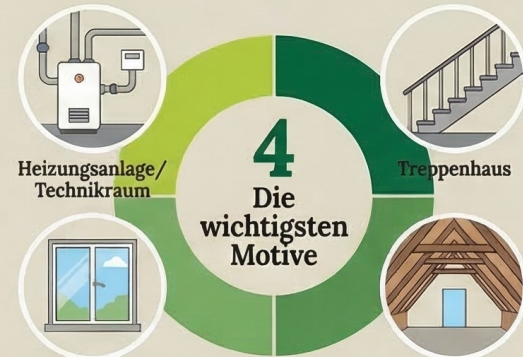 Heizungsanlage/
Technikraum
4
Die
wichtigsten
Motive
Treppenhaus